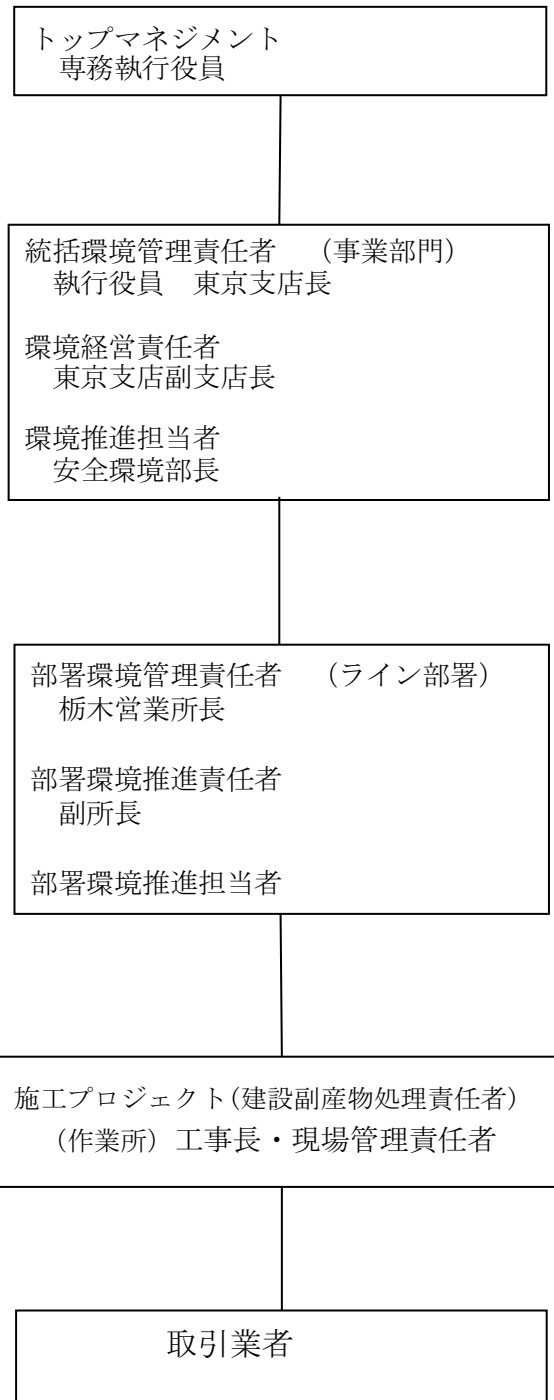 トップマネジメント
専務執行役員
統括環境管理責任者　（事業部門）
執行役員　東京支店長
環境経営責任者
東京支店副支店長
環境推進担当者
安全環境部長
部署環境管理責任者　（ライン部署）
栃木営業所長
部署環境推進責任者
副所長
部署環境推進担当者
施工プロジェクト(建設副産物処理責任者)
（作業所）工事長・現場管理責任者
取引業者